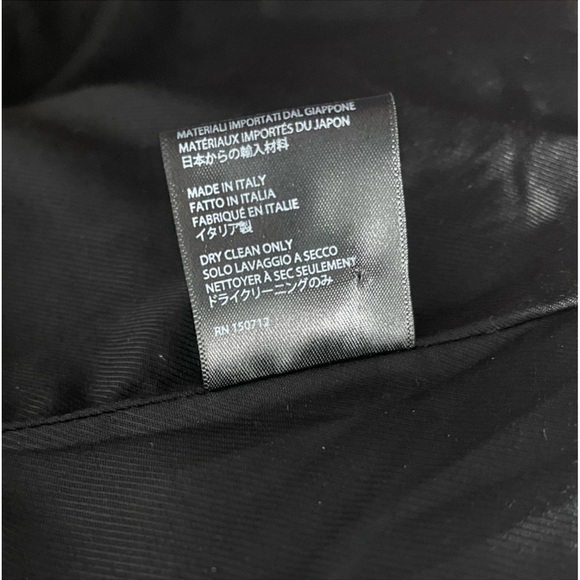 MATERIALI IMPORTATI DAL GIAPPONE
MATÉRIAUX IMPORTÉS DU JAPON
日本からの輸入材料
MADE IN ITALY
FATTO IN ITALIA
FABRIQUÉ EN ITALIE
イタリア製
DRY CLEAN ONLY
SOLO LAVAGGIO A SECCO
NETTOYER À SEC SEULEMENT
ドライクリーニングのみ
RN 150712